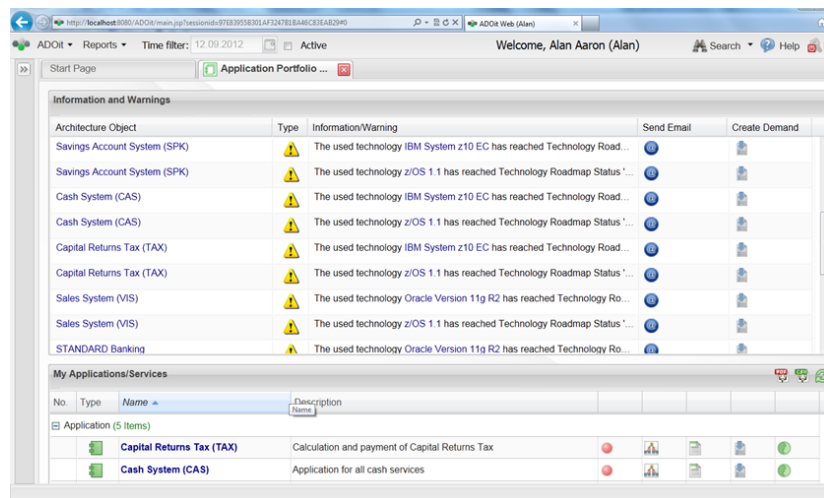 http://localhost:8080/ADOit/main.jsp?sessionid=97EB3955B301AF3247B1BA46CB3EAB29#0 ADOit Web (Alan)
ADOit Reports Time filter: 12.09.2012 Active Welcome, Alan Aaron (Alan) Search Help
Start Page Application Portfolio ...
Information and Warnings
Architecture Object Type Information/Warning Send Email Create Demand
Savings Account System (SPK) The used technology IBM System z10 EC has reached Technology Road...
Savings Account System (SPK) The used technology z/OS 1.1 has reached Technology Roadmap Status '...
Cash System (CAS) The used technology IBM System z10 EC has reached Technology Road...
Cash System (CAS) The used technology z/OS 1.1 has reached Technology Roadmap Status '...
Capital Returns Tax (TAX) The used technology IBM System z10 EC has reached Technology Road...
Capital Returns Tax (TAX) The used technology z/OS 1.1 has reached Technology Roadmap Status '...
Sales System (VIS) The used technology Oracle Version 11g R2 has reached Technology Ro...
Sales System (VIS) The used technology z/OS 1.1 has reached Technology Roadmap Status '...
STANDARD Banking The used technology Oracle Version 11g R2 has reached Technology Ro...
My Applications/Services
No. Type Name Description
Name
Application (5 Items)
Capital Returns Tax (TAX) Calculation and payment of Capital Returns Tax
Cash System (CAS) Application for all cash services